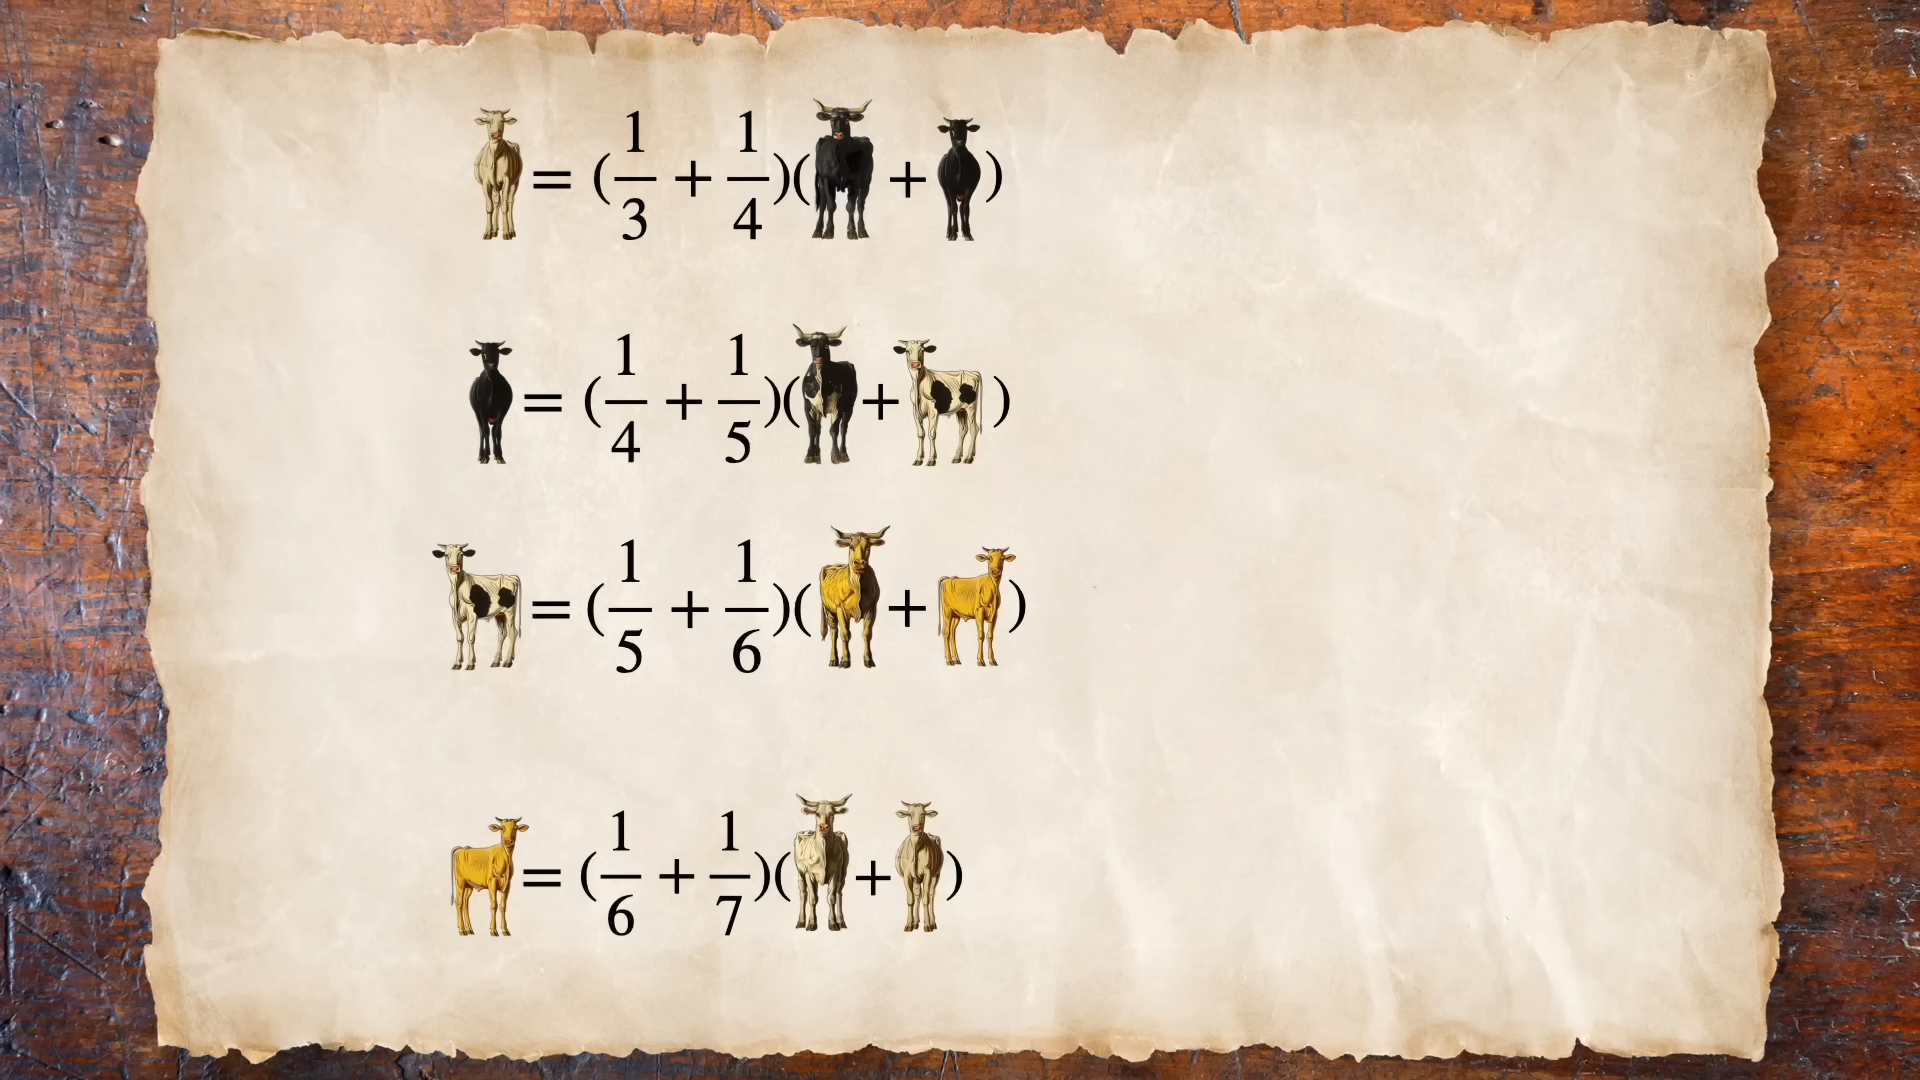 = (1/3 + 1/4)( + )
= (1/4 + 1/5)( + )
= (1/5 + 1/6)( + )
= (1/6 + 1/7)( + )